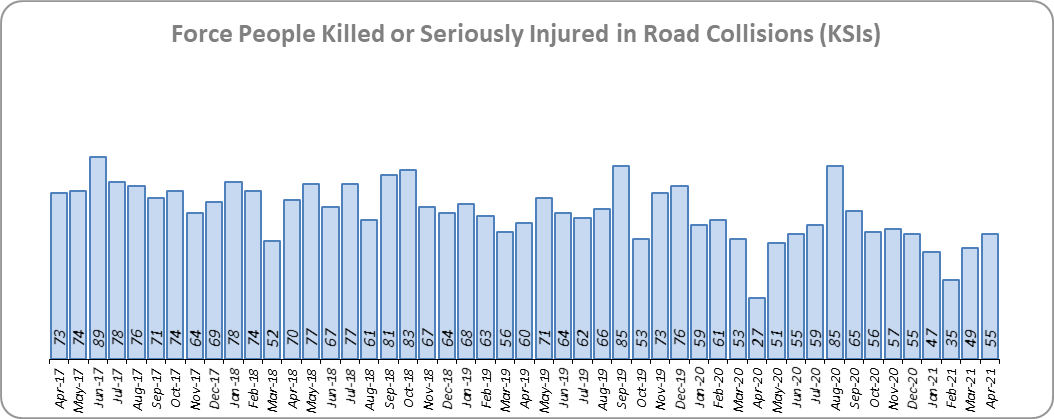 Force People Killed or Seriously Injured in Road Collisions (KSIs)
73 74 89 78 76 71 74 64 69 78 74 52 70 77 67 77 61 81 83 67 64 68 63 56 60 71 64 62 66 85 53 73 76 59 61 53 27 51 55 59 85 65 56 57 55 47 35 49 55
Apr-17 May-17 Jun-17 Jul-17 Aug-17 Sep-17 Oct-17 Nov-17 Dec-17 Jan-18 Feb-18 Mar-18 Apr-18 May-18 Jun-18 Jul-18 Aug-18 Sep-18 Oct-18 Nov-18 Dec-18 Jan-19 Feb-19 Mar-19 Apr-19 May-19 Jun-19 Jul-19 Aug-19 Sep-19 Oct-19 Nov-19 Dec-19 Jan-20 Feb-20 Mar-20 Apr-20 May-20 Jun-20 Jul-20 Aug-20 Sep-20 Oct-20 Nov-20 Dec-20 Jan-21 Feb-21 Mar-21 Apr-21